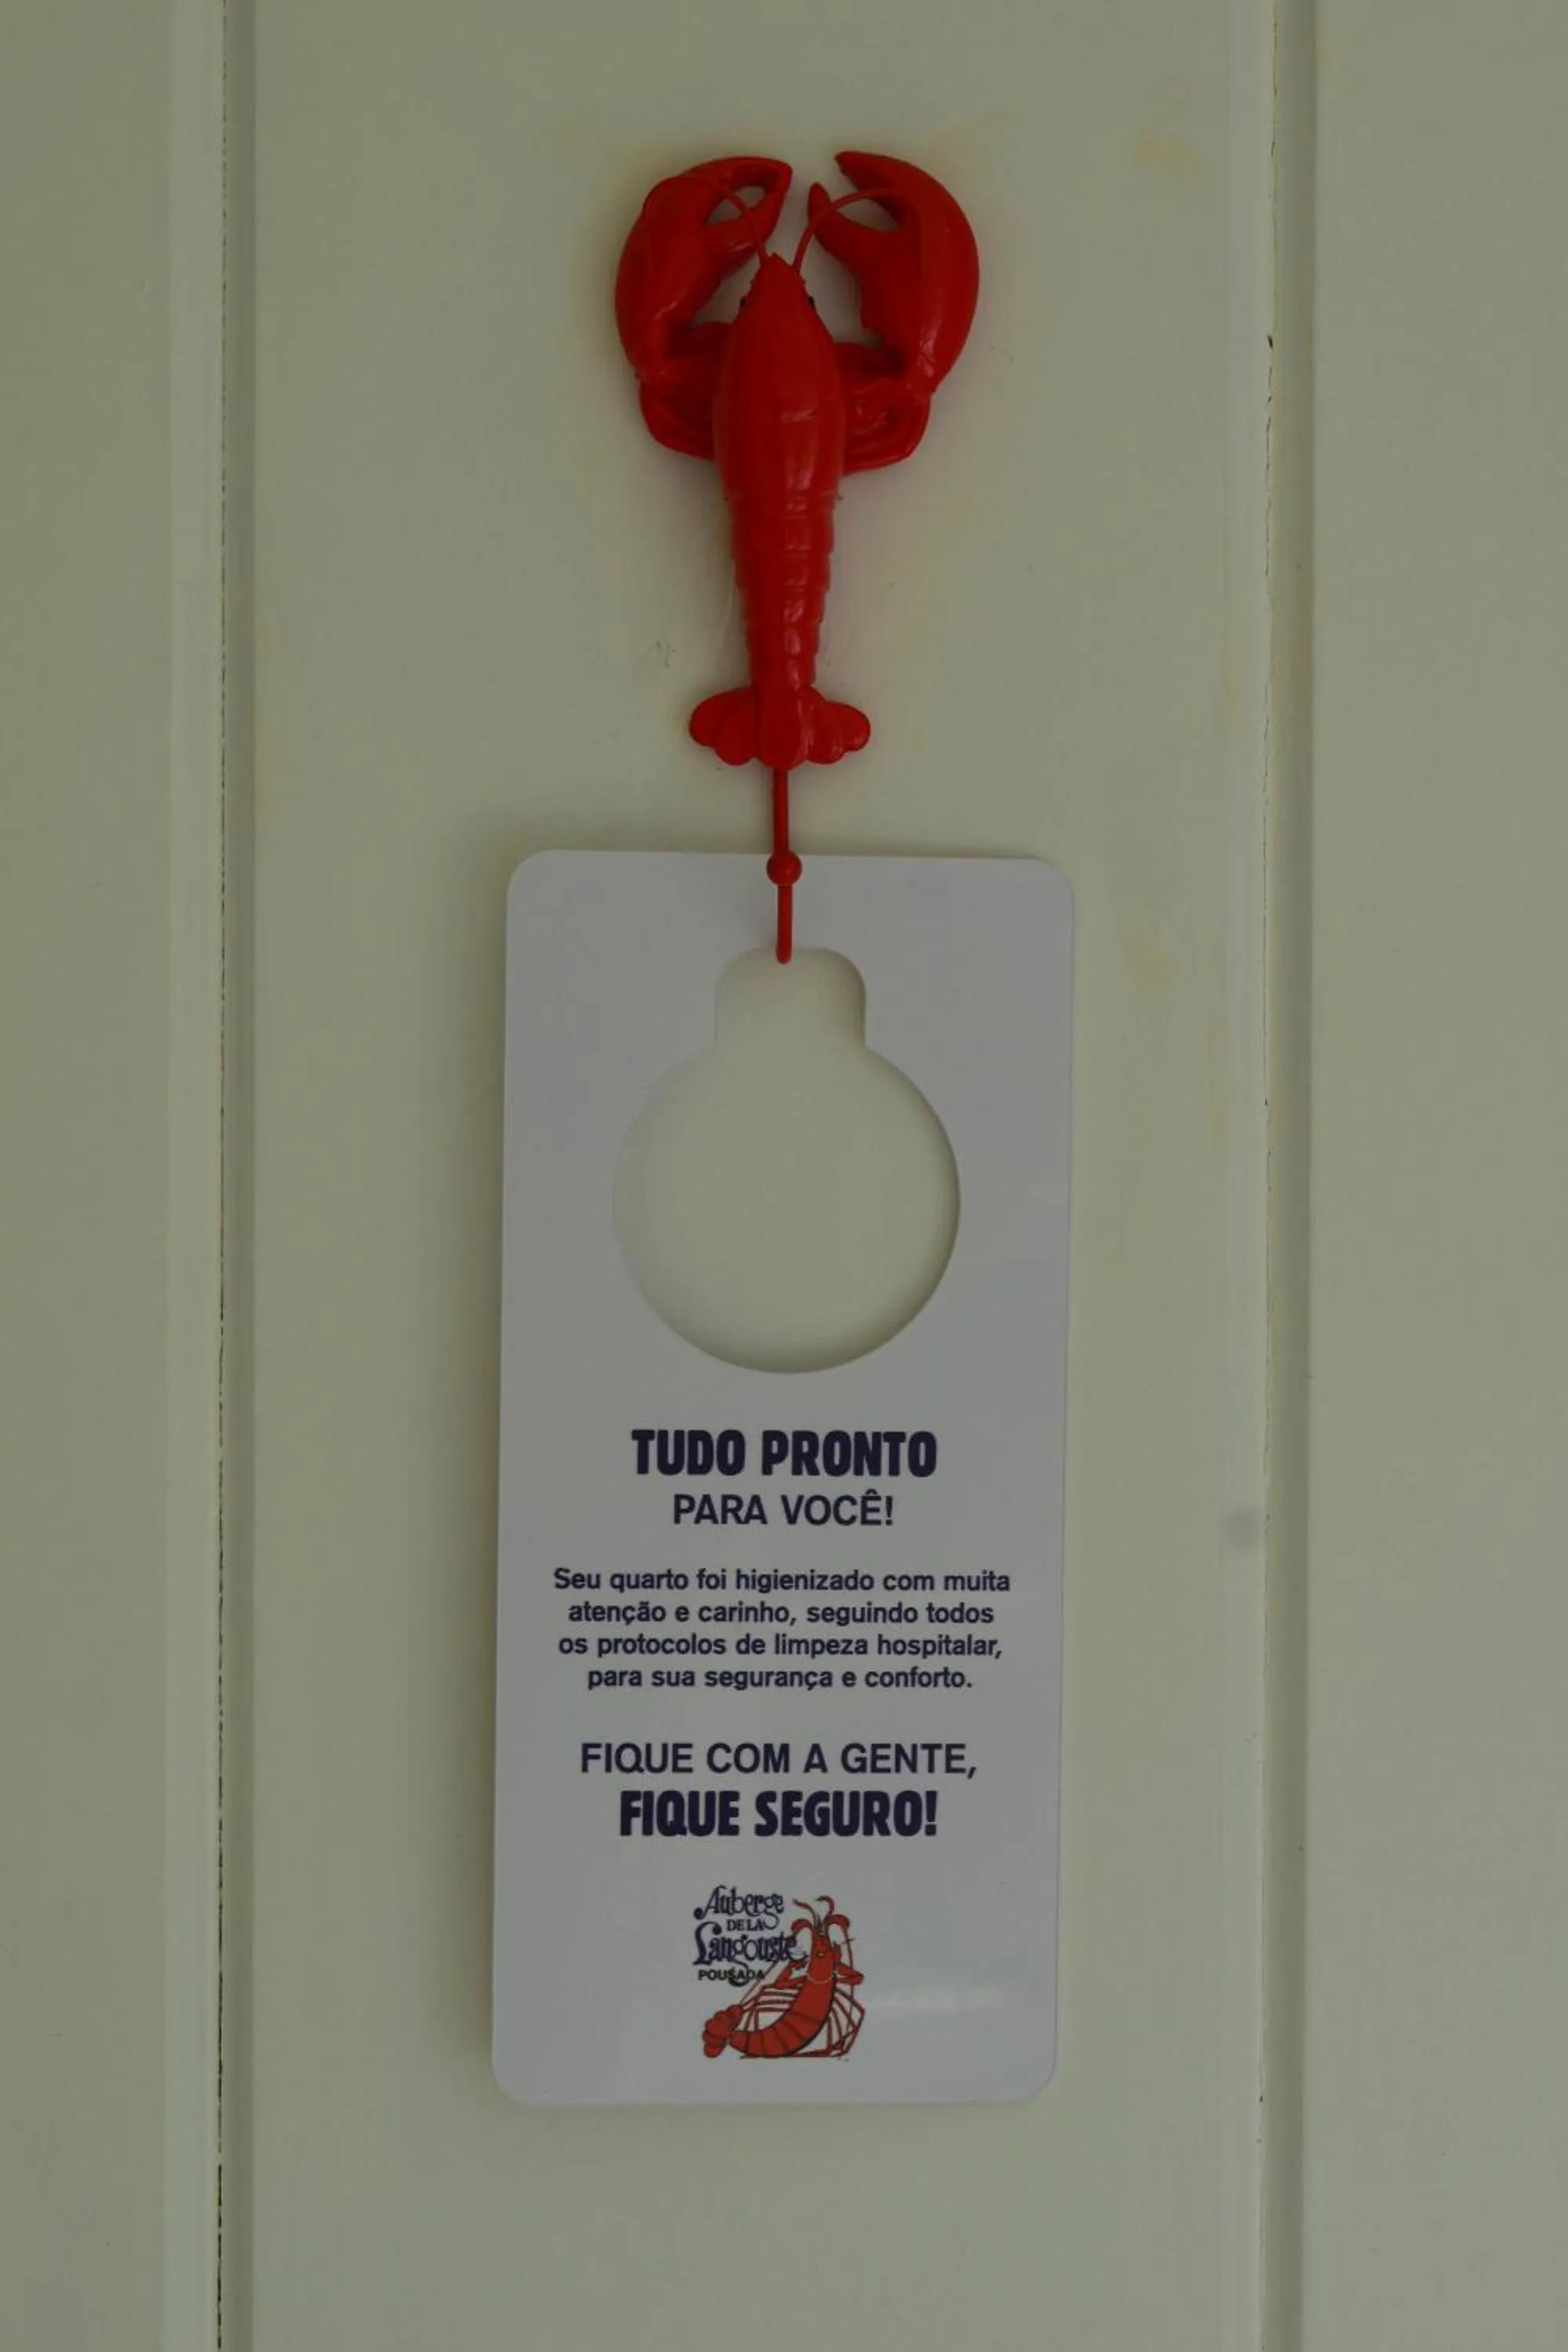 TUDO PRONTO
PARA VOCÊ!
Seu quarto foi higienizado com muita
atenção e carinho, seguindo todos
os protocolos de limpeza hospitalar,
para sua segurança e conforto.
FIQUE COM A GENTE,
FIQUE SEGURO!
Auberge
DE LA
Langouste
POUSADA